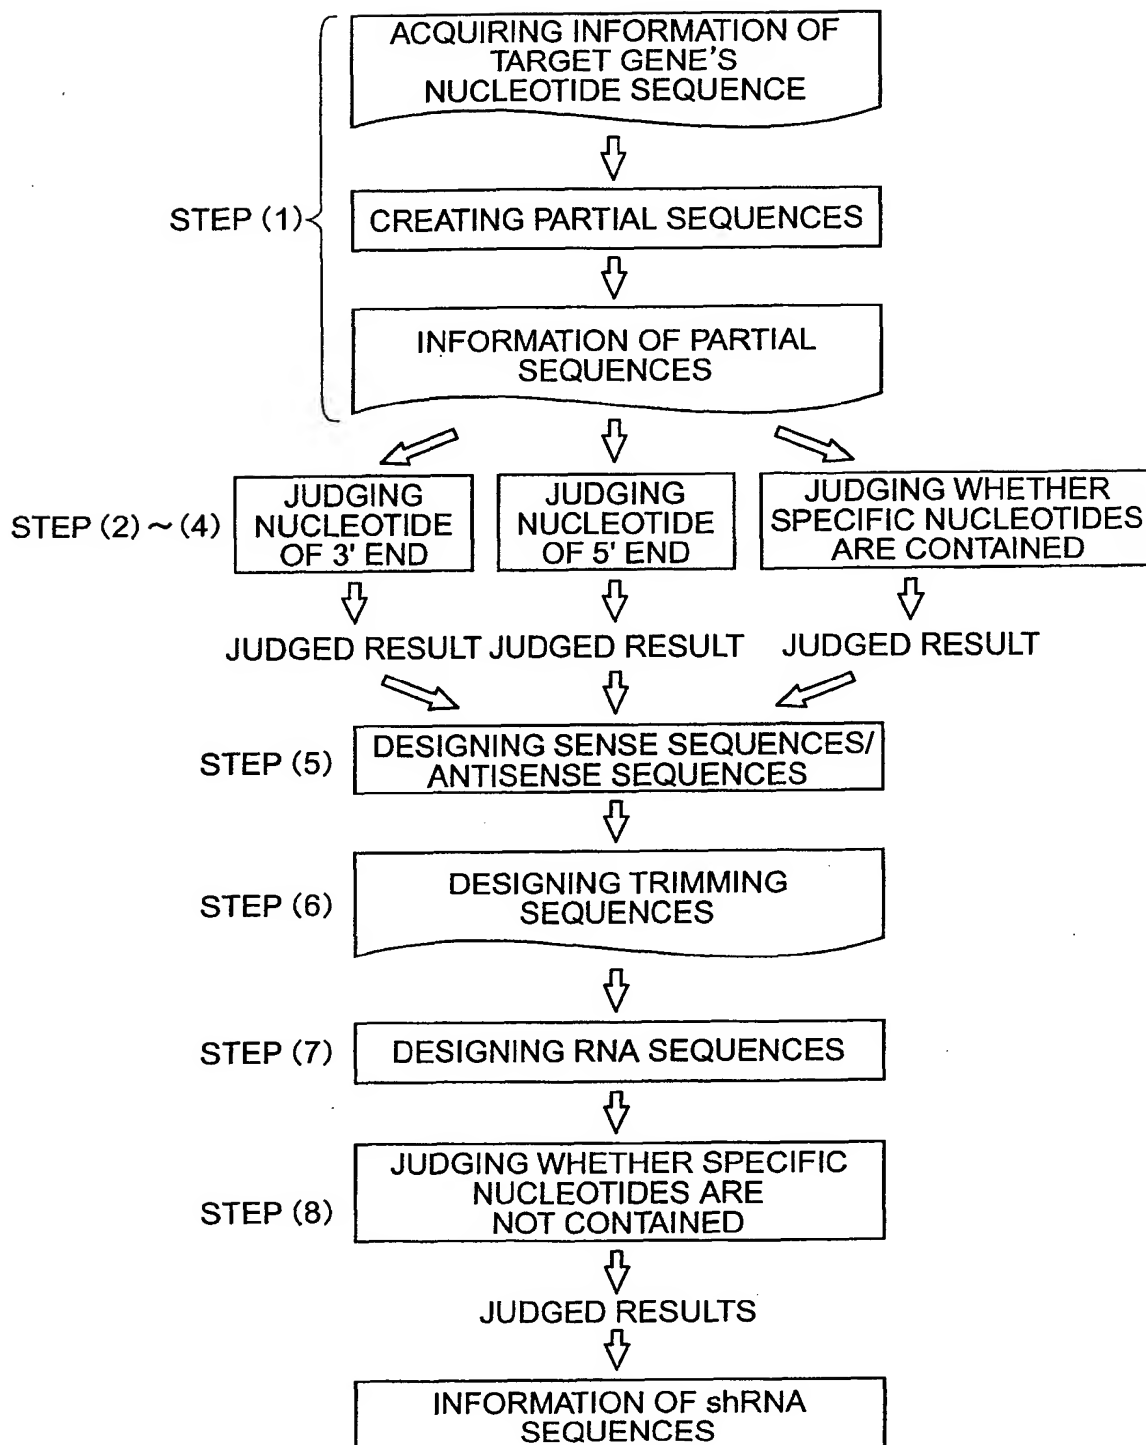 ACQUIRING INFORMATION OF
TARGET GENE'S
NUCLEOTIDE SEQUENCE
STEP (1)
CREATING PARTIAL SEQUENCES
INFORMATION OF PARTIAL
SEQUENCES
STEP (2)~(4)
JUDGING
NUCLEOTIDE
OF 3' END
JUDGING
NUCLEOTIDE
OF 5' END
JUDGING WHETHER
SPECIFIC NUCLEOTIDES
ARE CONTAINED
JUDGED RESULT
JUDGED RESULT
JUDGED RESULT
STEP (5)
DESIGNING SENSE SEQUENCES/
ANTISENSE SEQUENCES
STEP (6)
DESIGNING TRIMMING
SEQUENCES
STEP (7)
DESIGNING RNA SEQUENCES
STEP (8)
JUDGING WHETHER SPECIFIC
NUCLEOTIDES ARE
NOT CONTAINED
JUDGED RESULTS
INFORMATION OF shRNA
SEQUENCES